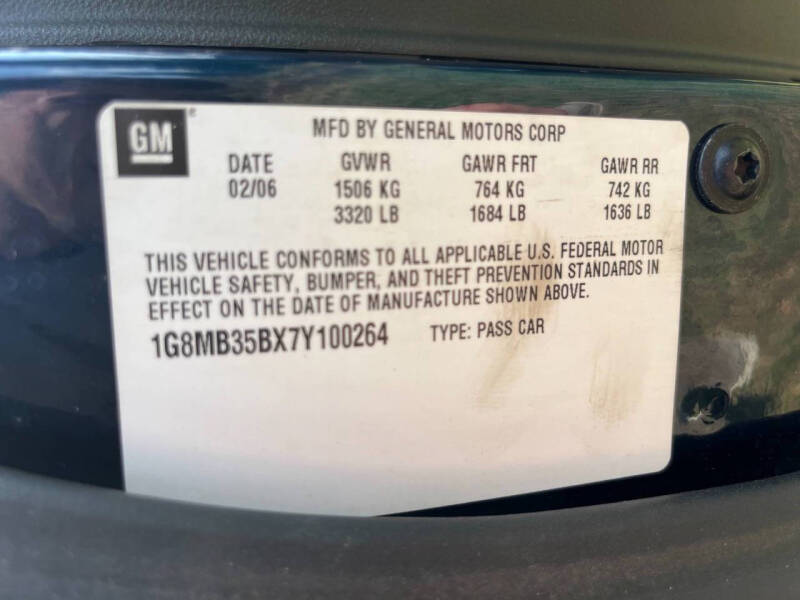 GM ®
MFD BY GENERAL MOTORS CORP
DATE GVWR GAWR FRT GAWR RR
02/06 1506 KG 764 KG 742 KG
3320 LB 1684 LB 1636 LB
THIS VEHICLE CONFORMS TO ALL APPLICABLE U.S. FEDERAL MOTOR
VEHICLE SAFETY, BUMPER, AND THEFT PREVENTION STANDARDS IN
EFFECT ON THE DATE OF MANUFACTURE SHOWN ABOVE.
1G8MB35BX7Y100264 TYPE: PASS CAR